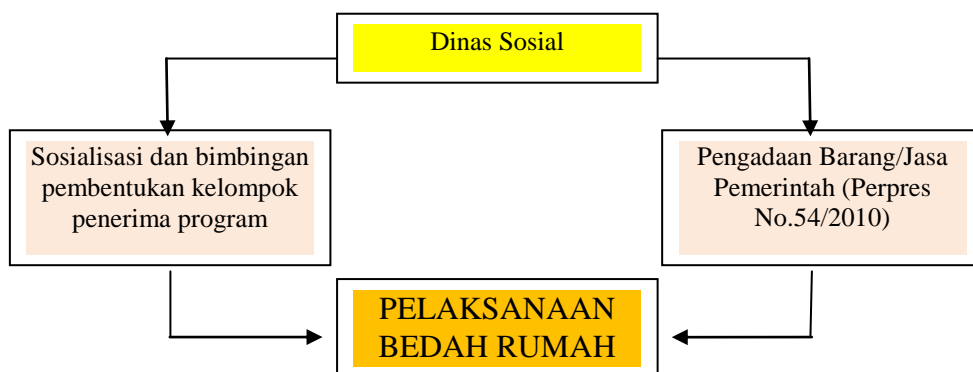 Dinas Sosial
Sosialisasi dan bimbingan
pembentukan kelompok
penerima program
Pengadaan Barang/Jasa
Pemerintah (Perpres
No.54/2010)
PELAKSANAAN
BEDAH RUMAH